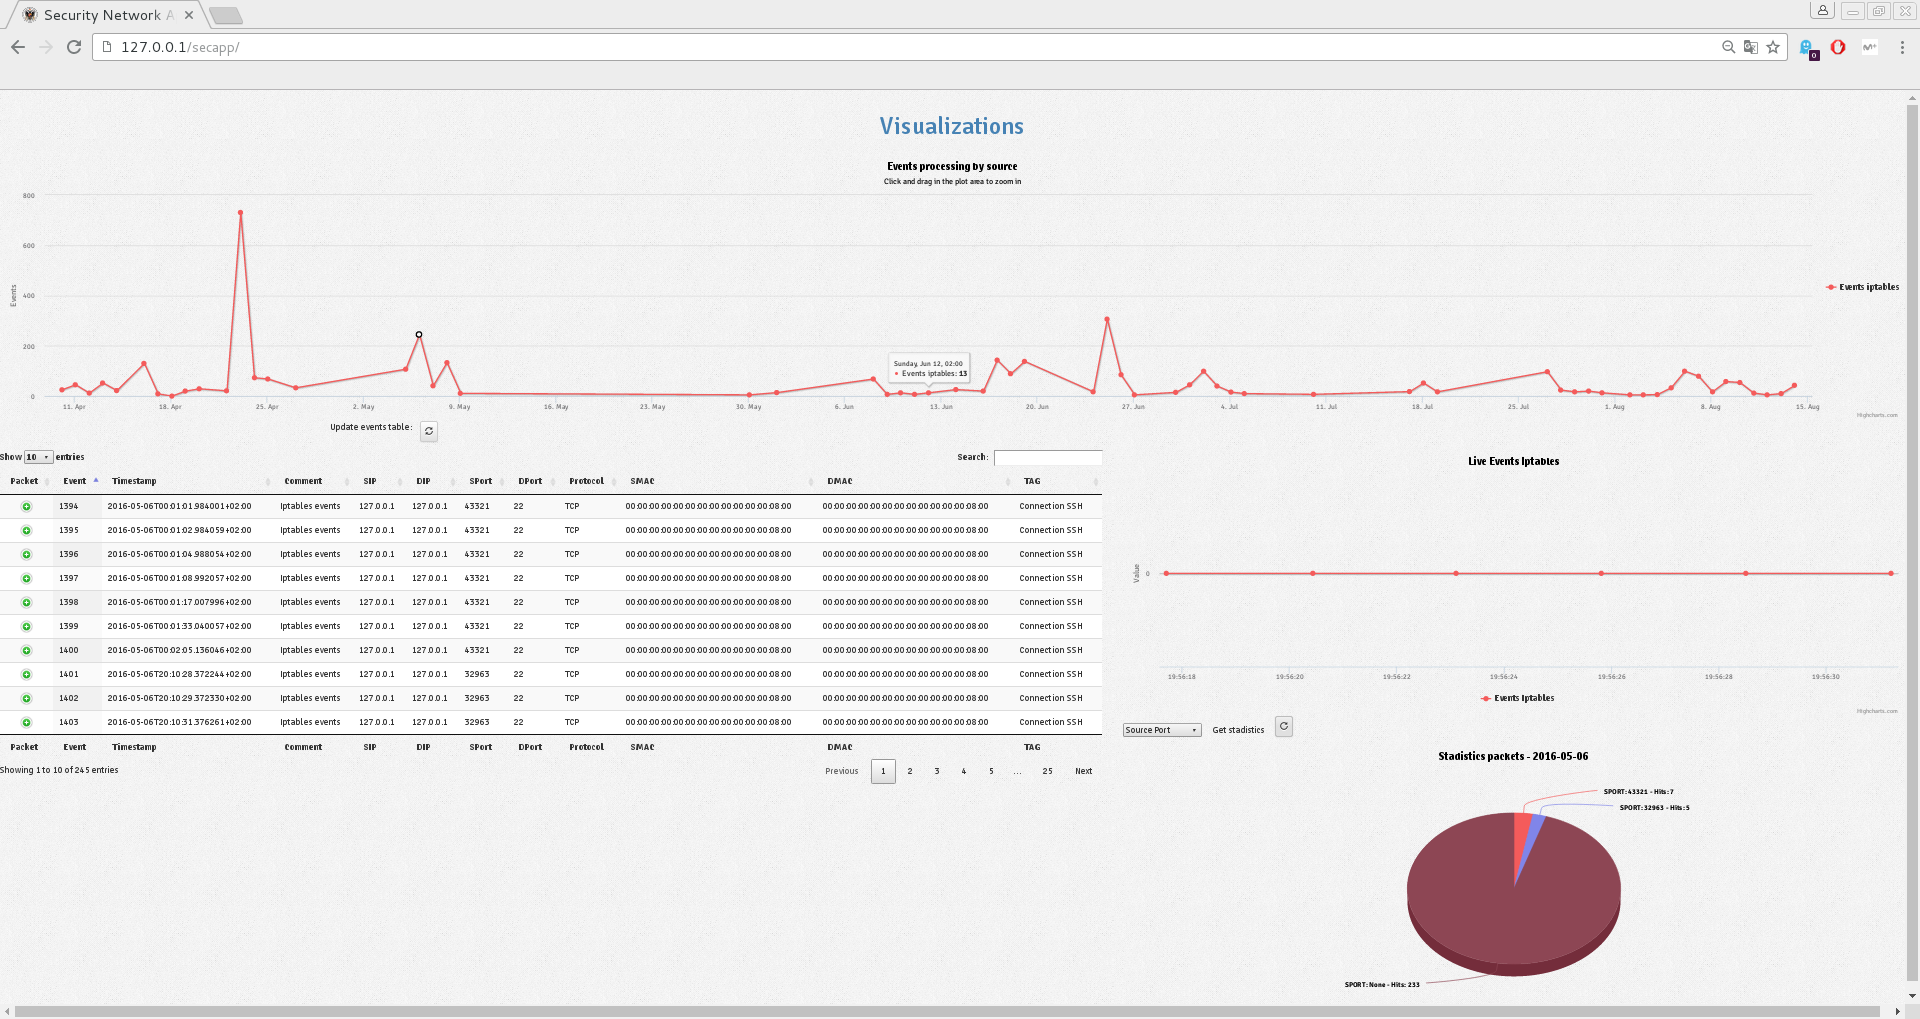 Security Network A
127.0.0.1/secapp/
0
M+
Visualizations
Events processing by source
Click and drag in the plot area to zoom in
800
600
400
200
0
Events
Sunday, Jun 12, 02:00
Events iptables: 13
Events iptables
11. Apr 18. Apr 25. Apr 2. May 9. May 16. May 23. May 30. May 6. Jun 13. Jun 20. Jun 27. Jun 4. Jul 11. Jul 18. Jul 25. Jul 1. Aug 8. Aug 15. Aug
Highcharts.com
Update events table:
Show 10 entries
Search:
Packet Event Timestamp Comment SIP DIP SPort DPort Protocol SMAC DMAC TAG
1394 2016-05-06T00:01:01.984001+02:00 Iptables events 127.0.0.1 127.0.0.1 43321 22 TCP 00:00:00:00:00:00:00:00:00:00:00:00:08:00 00:00:00:00:00:00:00:00:00:00:00:00:08:00 Connection SSH
1395 2016-05-06T00:01:02.984059+02:00 Iptables events 127.0.0.1 127.0.0.1 43321 22 TCP 00:00:00:00:00:00:00:00:00:00:00:00:08:00 00:00:00:00:00:00:00:00:00:00:00:00:08:00 Connection SSH
1396 2016-05-06T00:01:04.988054+02:00 Iptables events 127.0.0.1 127.0.0.1 43321 22 TCP 00:00:00:00:00:00:00:00:00:00:00:00:08:00 00:00:00:00:00:00:00:00:00:00:00:00:08:00 Connection SSH
1397 2016-05-06T00:01:08.992057+02:00 Iptables events 127.0.0.1 127.0.0.1 43321 22 TCP 00:00:00:00:00:00:00:00:00:00:00:00:08:00 00:00:00:00:00:00:00:00:00:00:00:00:08:00 Connection SSH
1398 2016-05-06T00:01:17.007996+02:00 Iptables events 127.0.0.1 127.0.0.1 43321 22 TCP 00:00:00:00:00:00:00:00:00:00:00:00:08:00 00:00:00:00:00:00:00:00:00:00:00:00:08:00 Connection SSH
1399 2016-05-06T00:01:33.040057+02:00 Iptables events 127.0.0.1 127.0.0.1 43321 22 TCP 00:00:00:00:00:00:00:00:00:00:00:00:08:00 00:00:00:00:00:00:00:00:00:00:00:00:08:00 Connection SSH
1400 2016-05-06T00:02:05.136046+02:00 Iptables events 127.0.0.1 127.0.0.1 43321 22 TCP 00:00:00:00:00:00:00:00:00:00:00:00:08:00 00:00:00:00:00:00:00:00:00:00:00:00:08:00 Connection SSH
1401 2016-05-06T20:10:28.372244+02:00 Iptables events 127.0.0.1 127.0.0.1 32963 22 TCP 00:00:00:00:00:00:00:00:00:00:00:00:08:00 00:00:00:00:00:00:00:00:00:00:00:00:08:00 Connection SSH
1402 2016-05-06T20:10:29.372330+02:00 Iptables events 127.0.0.1 127.0.0.1 32963 22 TCP 00:00:00:00:00:00:00:00:00:00:00:00:08:00 00:00:00:00:00:00:00:00:00:00:00:00:08:00 Connection SSH
1403 2016-05-06T20:10:31.376261+02:00 Iptables events 127.0.0.1 127.0.0.1 32963 22 TCP 00:00:00:00:00:00:00:00:00:00:00:00:08:00 00:00:00:00:00:00:00:00:00:00:00:00:08:00 Connection SSH
Packet Event Timestamp Comment SIP DIP SPort DPort Protocol SMAC DMAC TAG
Showing 1 to 10 of 245 entries
Previous 1 2 3 4 5 … 25 Next
Live Events Iptables
Value
0
19:56:18 19:56:20 19:56:22 19:56:24 19:56:26 19:56:28 19:56:30
Events Iptables
Highcharts.com
Source Port Get stadistics
Stadistics packets - 2016-05-06
SPORT: 43321 - Hits: 7
SPORT: 32963 - Hits: 5
SPORT: None - Hits: 233